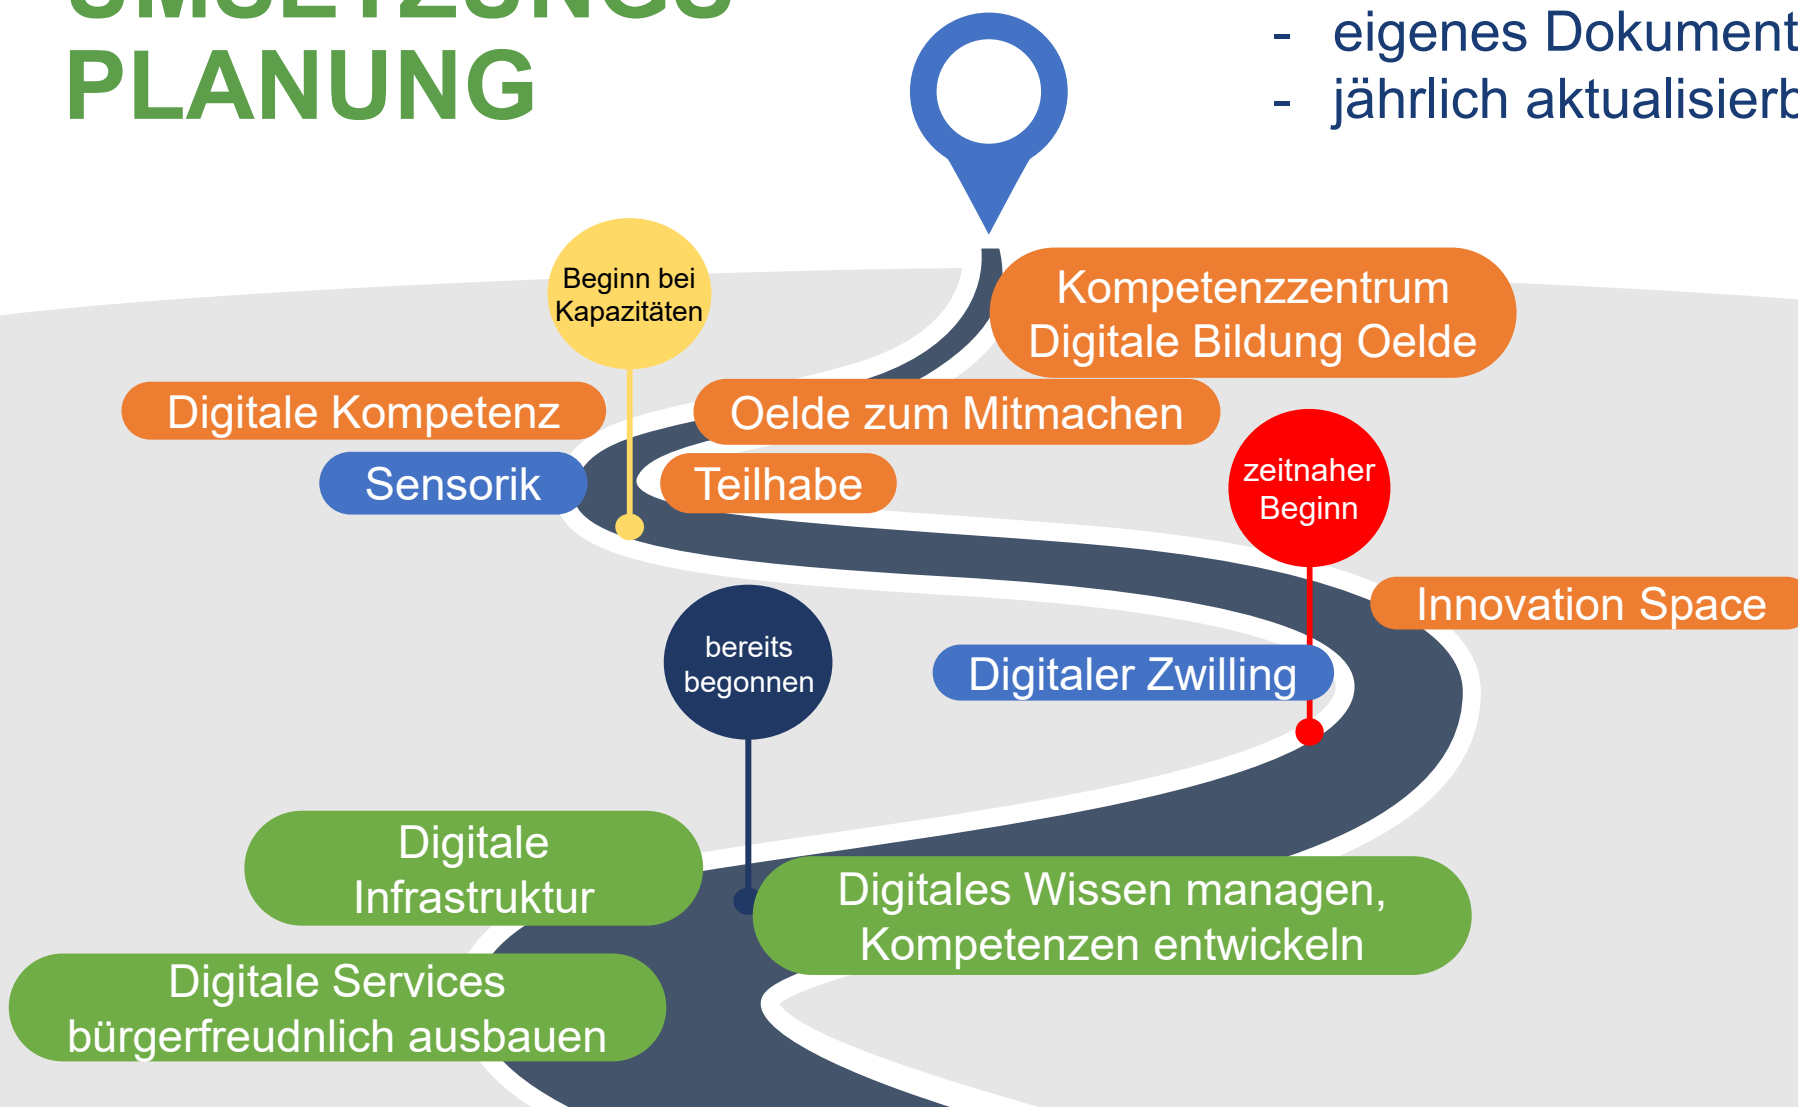 UMSETZUNGS
PLANUNG
- eigenes Dokument
- jährlich aktualisierb
Beginn bei
Kapazitäten
Kompetenzzentrum
Digitale Bildung Oelde
Digitale Kompetenz
Oelde zum Mitmachen
Sensorik
Teilhabe
zeitnaher
Beginn
Innovation Space
bereits
begonnen
Digitaler Zwilling
Digitale
Infrastruktur
Digitales Wissen managen,
Kompetenzen entwickeln
Digitale Services
bürgerfreudnlich ausbauen